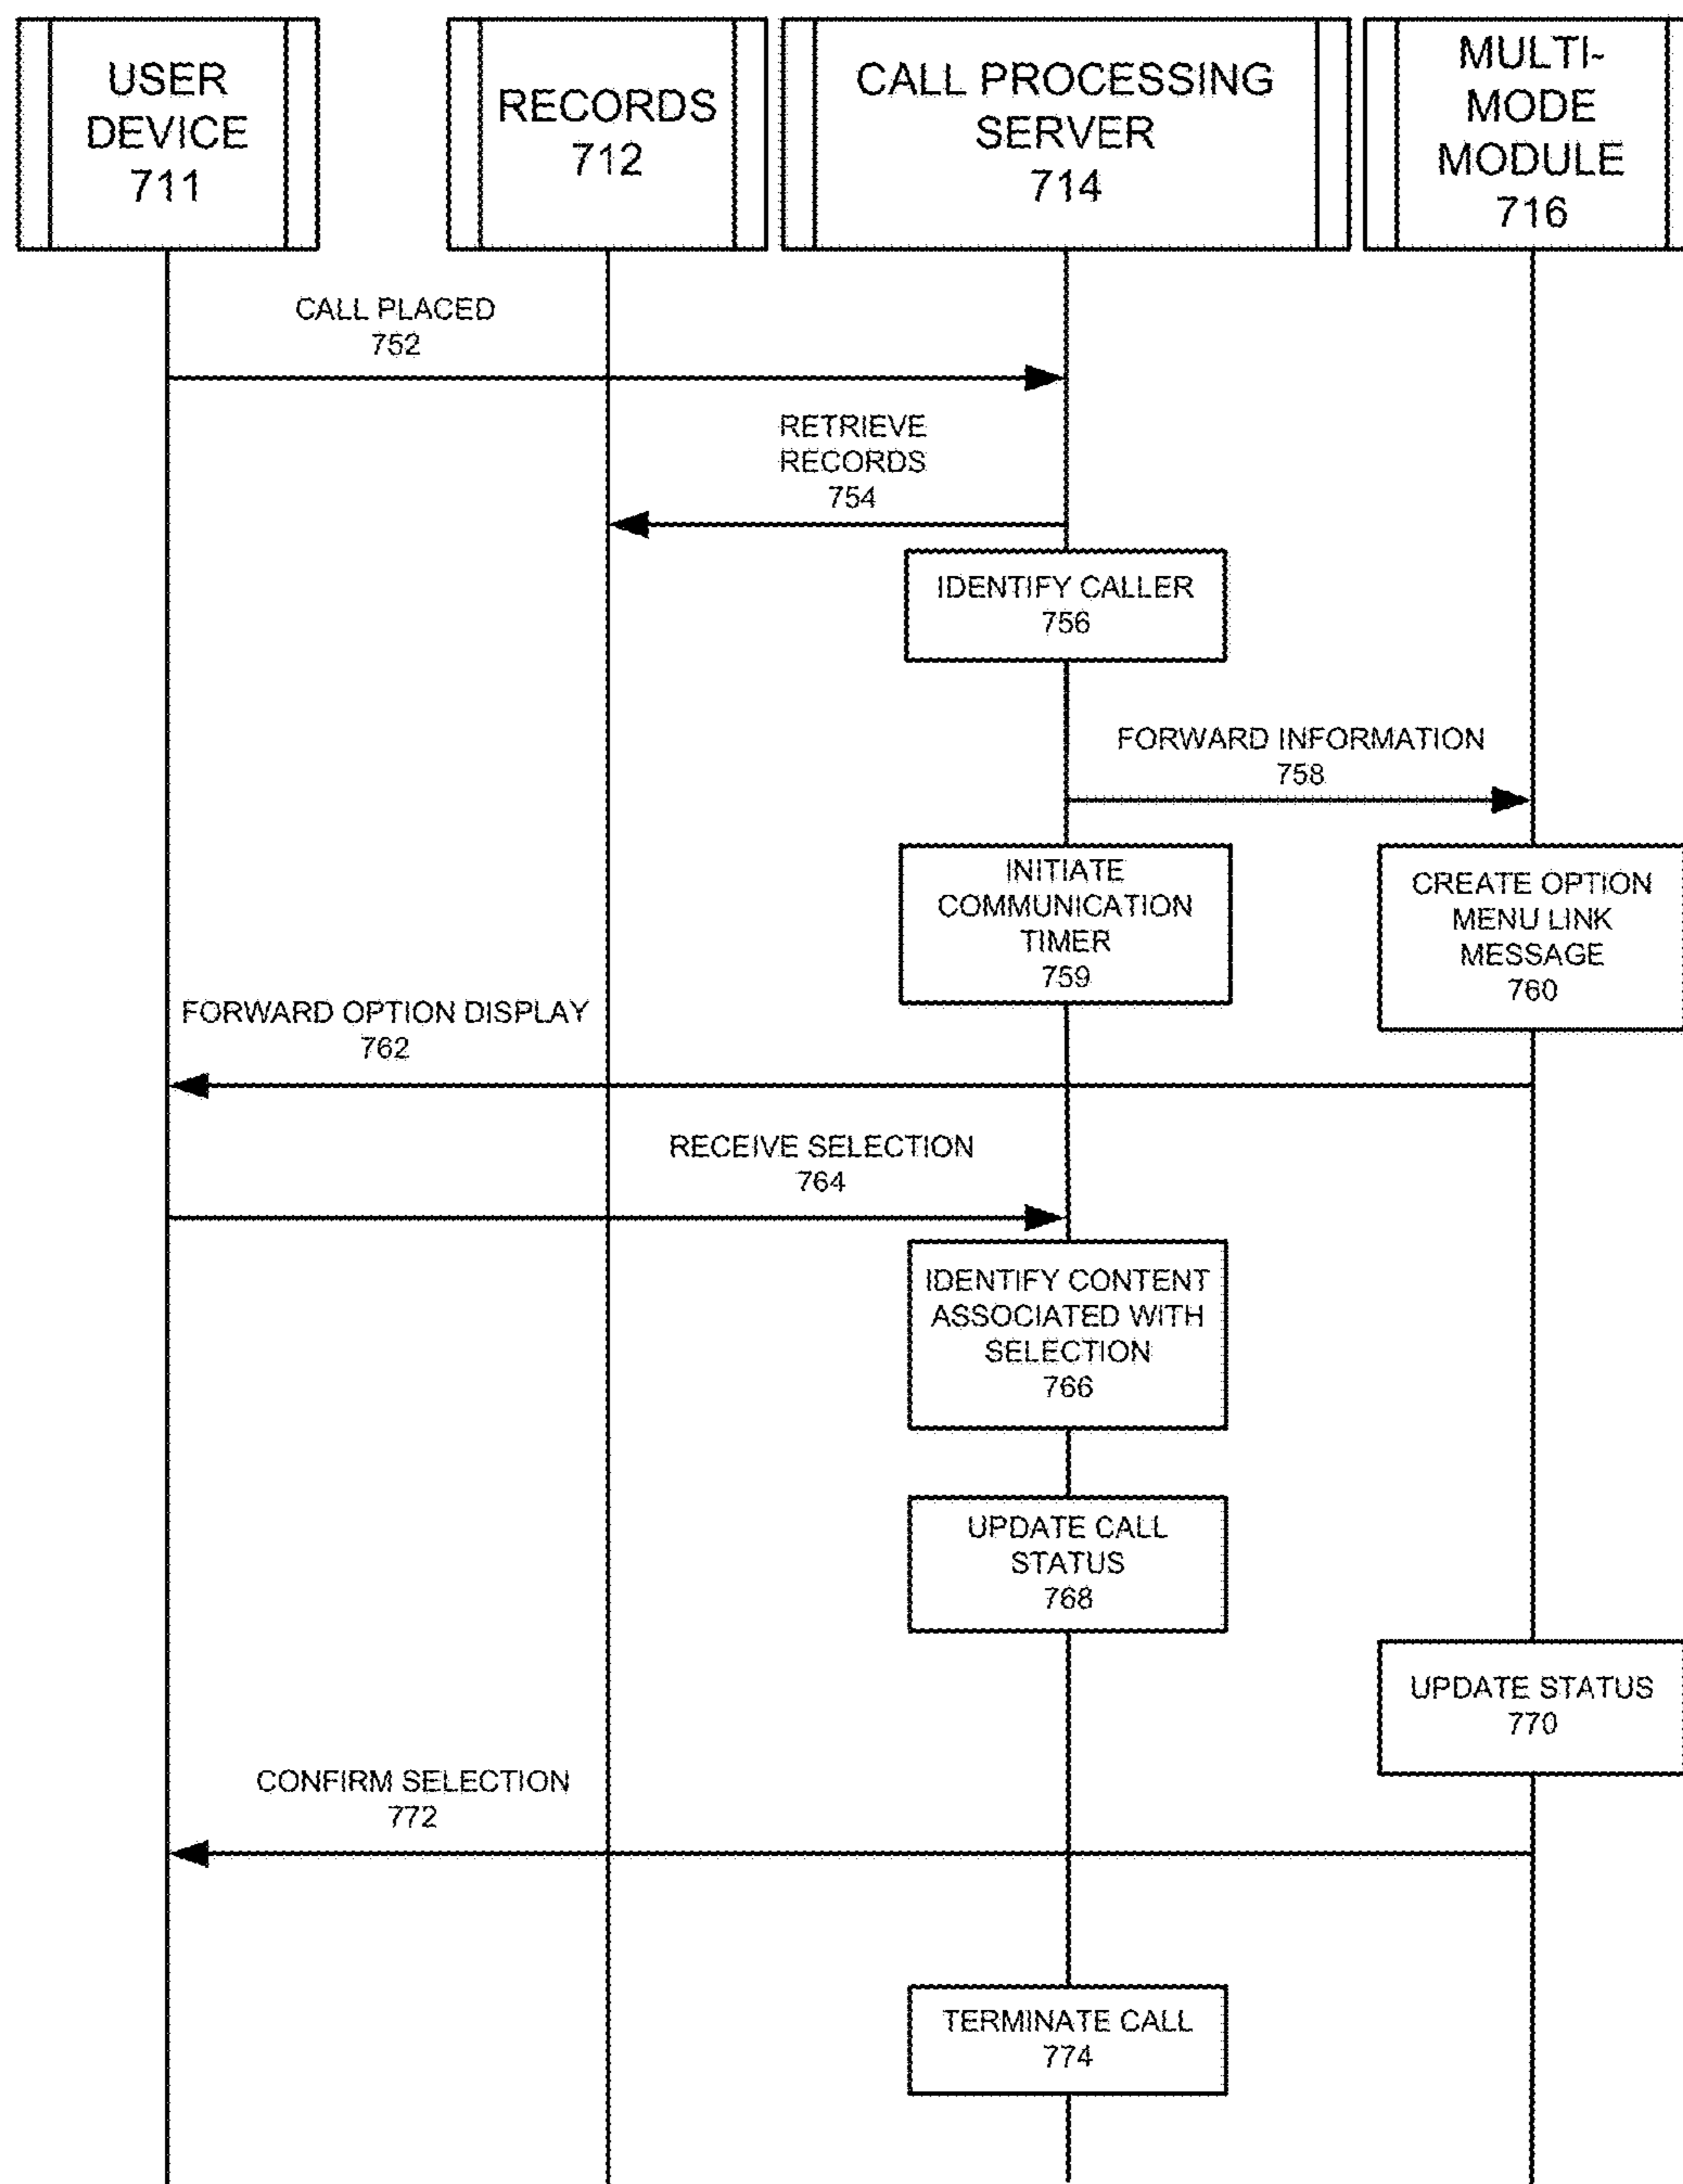 USER
DEVICE
711
RECORDS
712
CALL PROCESSING
SERVER
714
MULTI-
MODE
MODULE
716
CALL PLACED
752
RETRIEVE
RECORDS
754
IDENTIFY CALLER
756
FORWARD INFORMATION
758
INITIATE
COMMUNICATION
TIMER
759
CREATE OPTION
MENU LINK
MESSAGE
760
FORWARD OPTION DISPLAY
762
RECEIVE SELECTION
764
IDENTIFY CONTENT
ASSOCIATED WITH
SELECTION
766
UPDATE CALL
STATUS
768
UPDATE STATUS
770
CONFIRM SELECTION
772
TERMINATE CALL
774